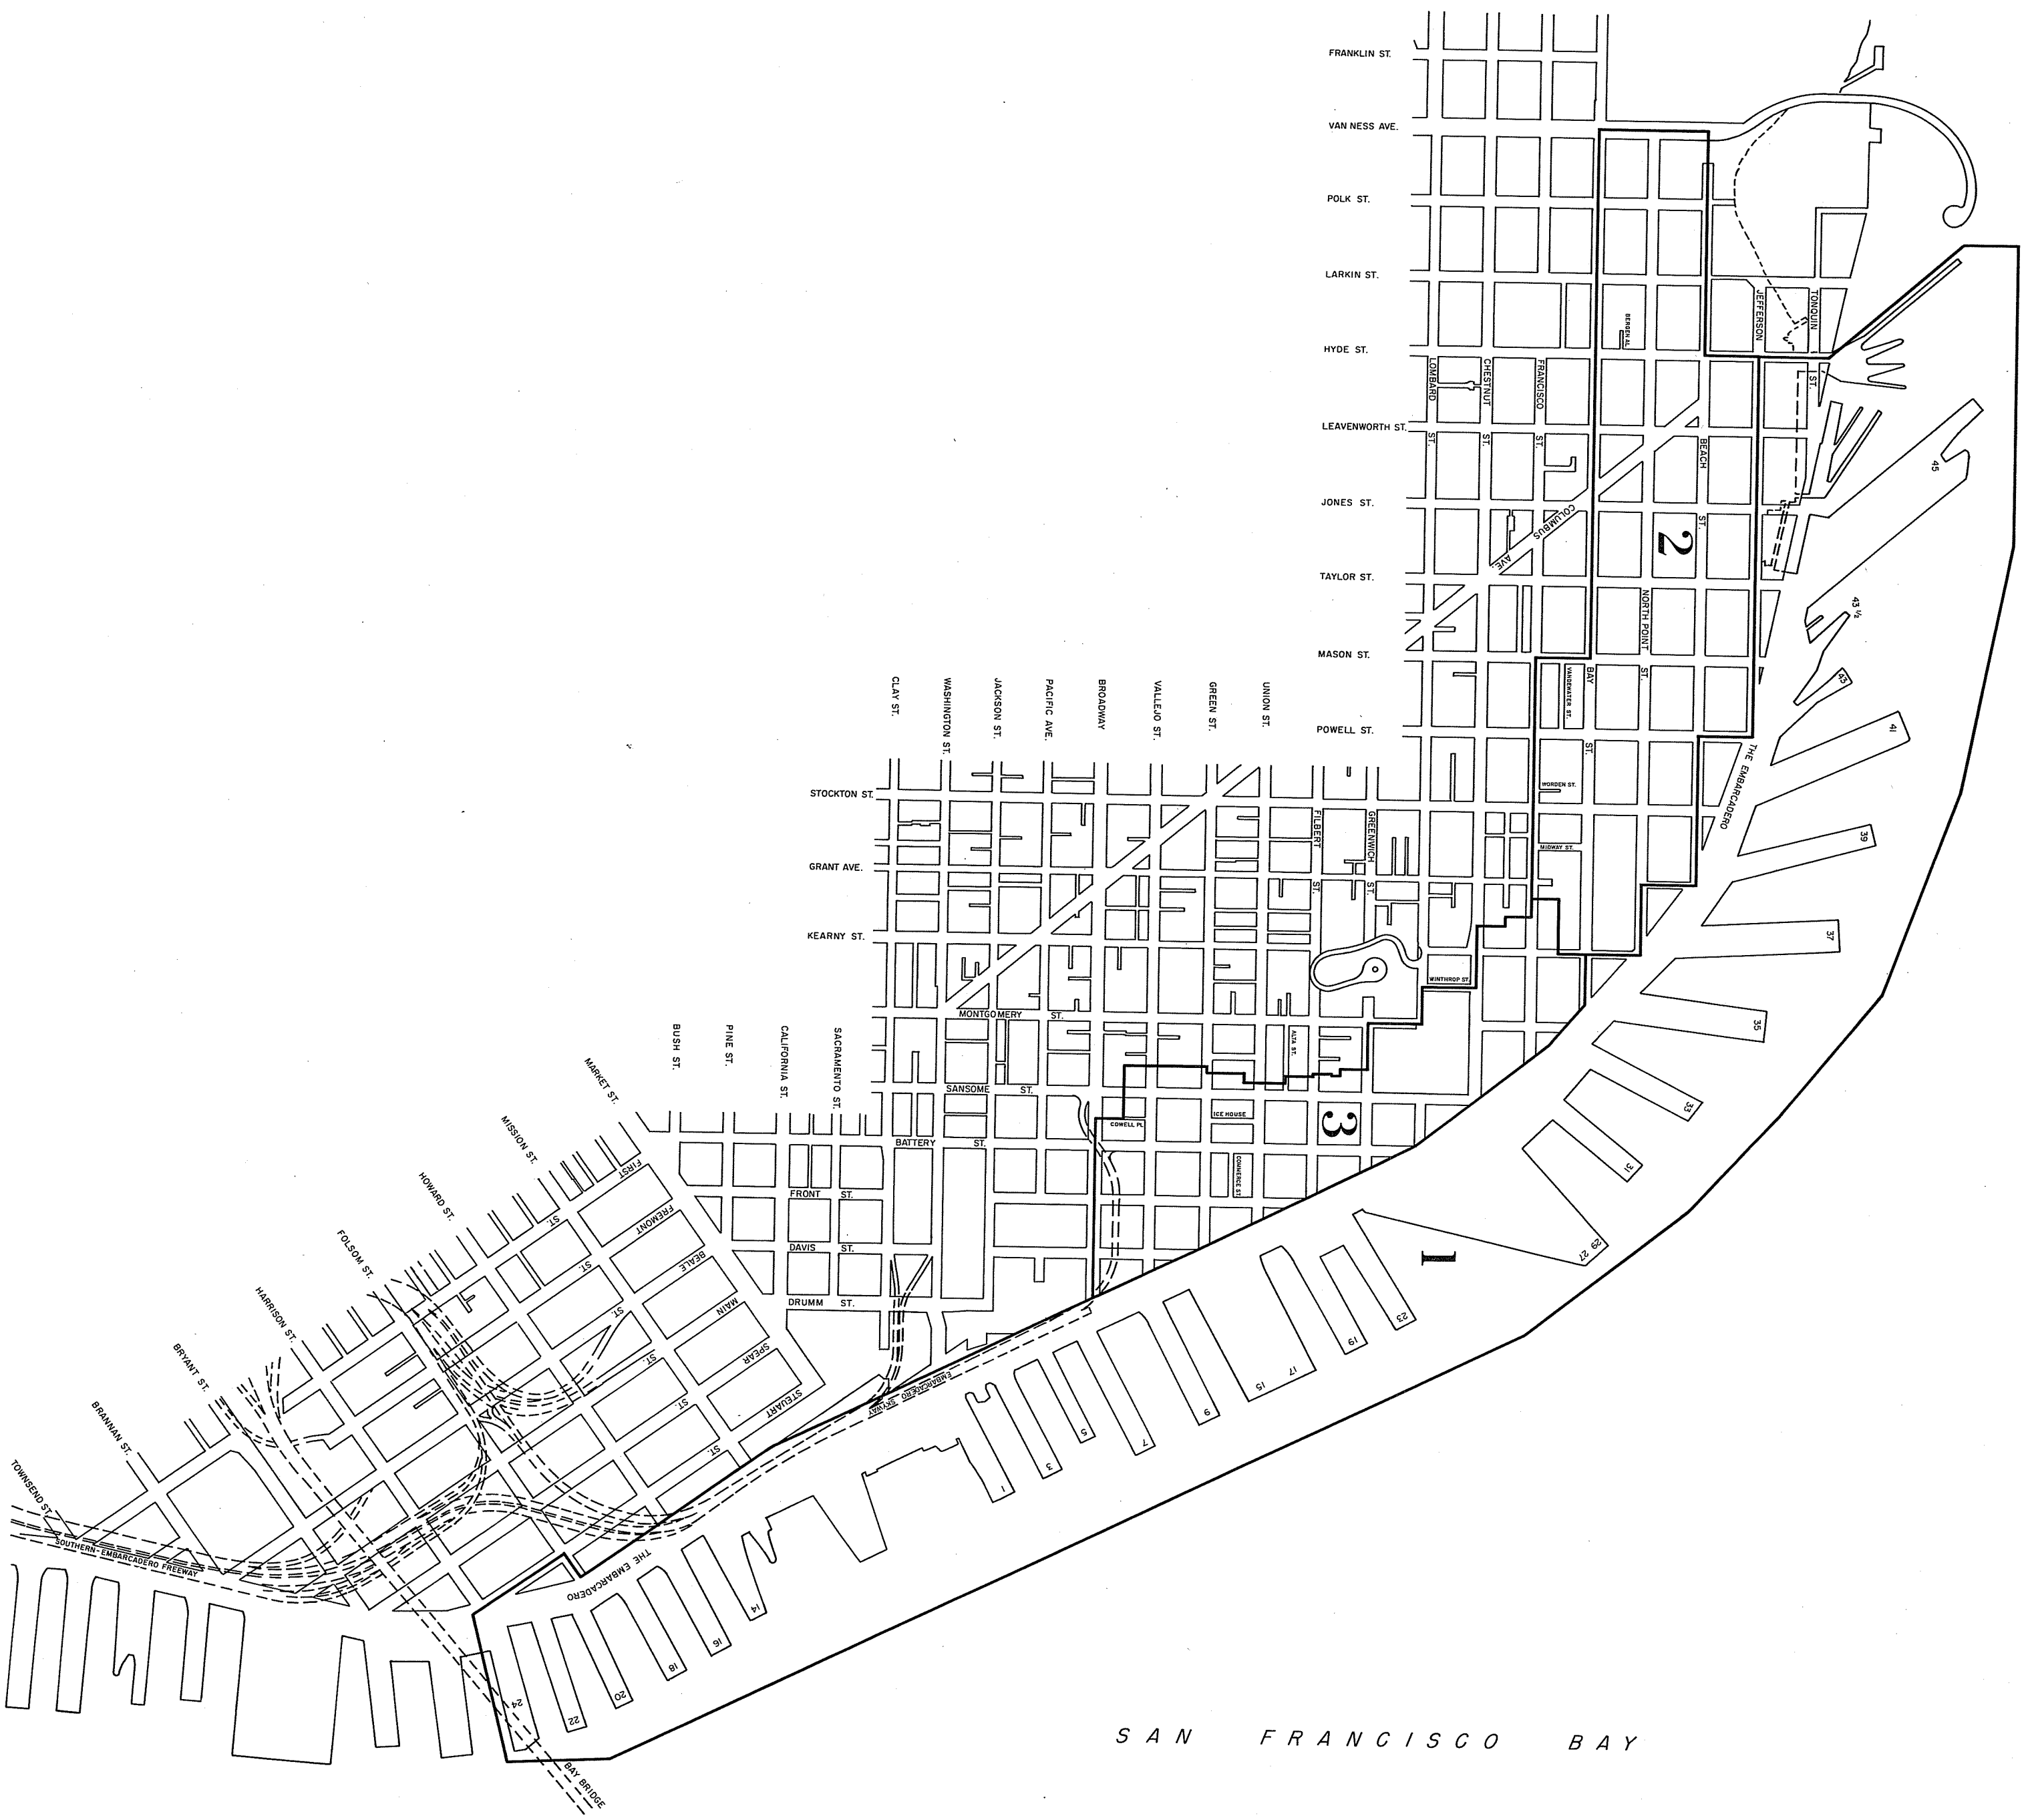 FRANKLIN ST.
VAN NESS AVE.
POLK ST.
LARKIN ST.
HYDE ST.
LEAVENWORTH ST.
JONES ST.
TAYLOR ST.
MASON ST.
POWELL ST.
JEFFERSON
TONQUIN
ST.
BERGEN AL.
LOMBARD
ST.
CHESTNUT
ST.
FRANCISCO
ST.
BEACH
ST.
COLUMBUS
AVE.
2
NORTH POINT
ST.
VANDEWATER ST.
BAY
ST.
WORDEN ST.
MIDWAY ST.
THE EMBARCADERO
45
43 1/2
43
41
39
37
35
33
31
29
27
23
19
17
15
9
7
5
3
1
14
16
18
20
22
24
CLAY ST.
WASHINGTON ST.
JACKSON ST.
PACIFIC AVE.
BROADWAY
VALLEJO ST.
GREEN ST.
UNION ST.
STOCKTON ST.
GRANT AVE.
KEARNY ST.
FILBERT
ST.
GREENWICH
ST.
WINTHROP ST.
MONTGOMERY ST.
ALTA ST.
SANSOME ST.
ICE HOUSE
COWELL PL.
3
BATTERY ST.
COMMERCE ST.
1
BUSH ST.
PINE ST.
CALIFORNIA ST.
SACRAMENTO ST.
FRONT ST.
DAVIS ST.
DRUMM ST.
MARKET ST.
MISSION ST.
HOWARD ST.
FOLSOM ST.
HARRISON ST.
BRYANT ST.
BRANNAN ST.
TOWNSEND ST.
FIRST ST.
FREMONT ST.
BEALE ST.
MAIN ST.
SPEAR ST.
STEUART ST.
EMBARCADERO SKYWAY
SOUTHERN-EMBARCADERO FREEWAY
THE EMBARCADERO
BAY BRIDGE
SAN FRANCISCO BAY